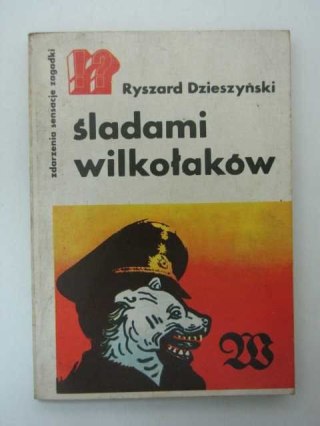 !?
Ryszard Dzieszyński
śladami
wilkołaków
zdarzenia sensacje zagadki
W